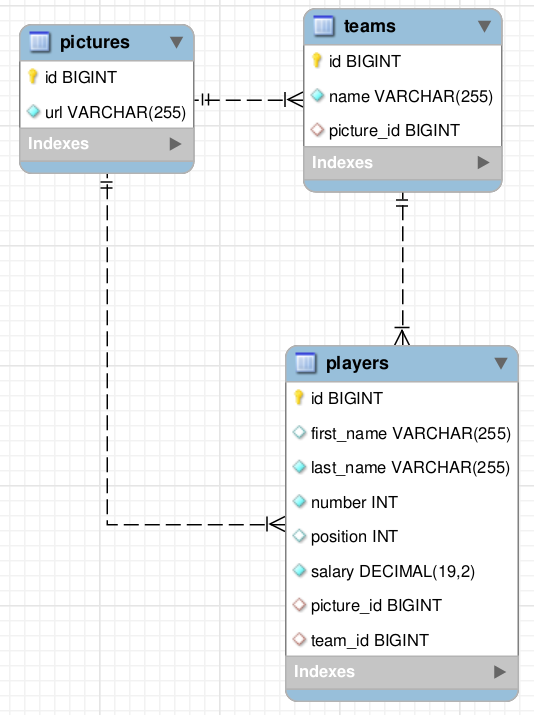 pictures
id BIGINT
url VARCHAR(255)
Indexes
teams
id BIGINT
name VARCHAR(255)
picture_id BIGINT
Indexes
players
id BIGINT
first_name VARCHAR(255)
last_name VARCHAR(255)
number INT
position INT
salary DECIMAL(19,2)
picture_id BIGINT
team_id BIGINT
Indexes